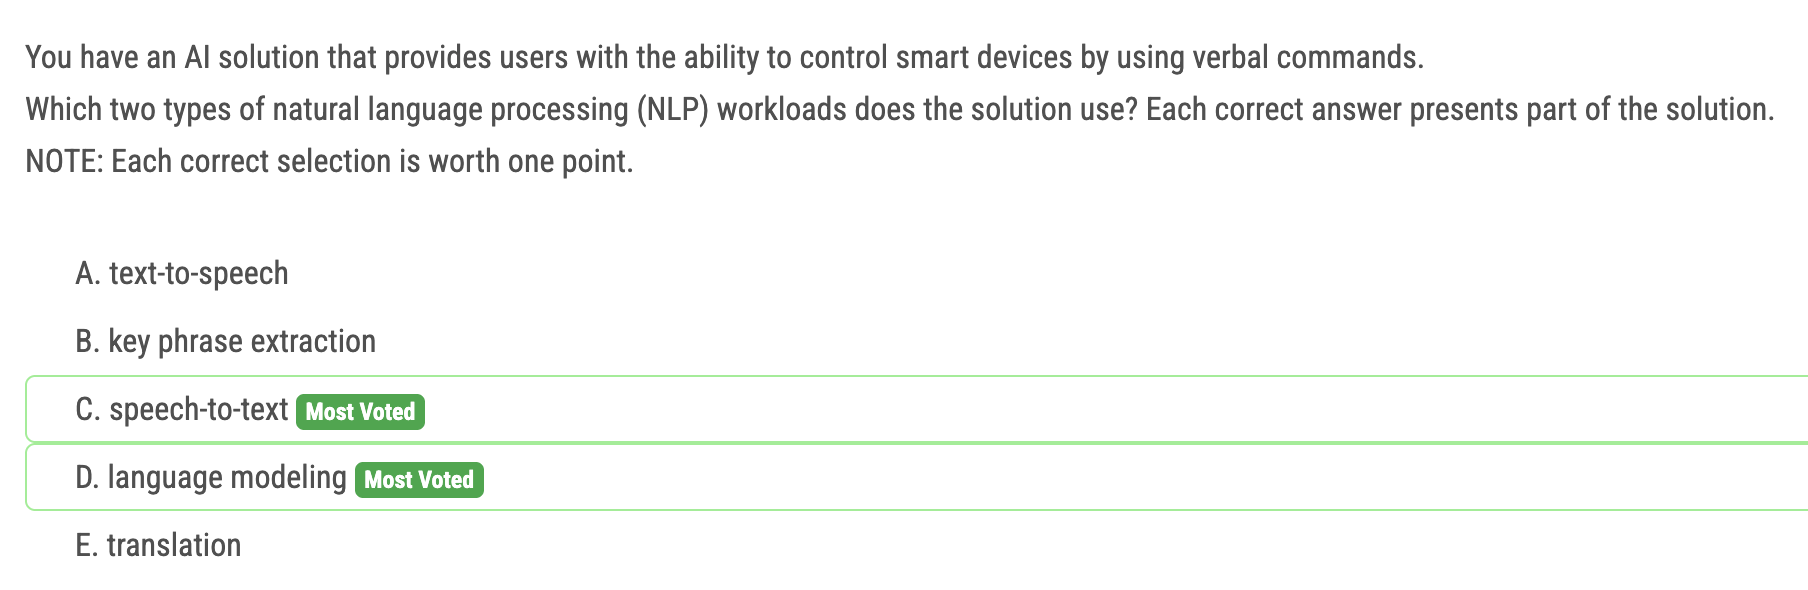 You have an AI solution that provides users with the ability to control smart devices by using verbal commands.
Which two types of natural language processing (NLP) workloads does the solution use? Each correct answer presents part of the solution.
NOTE: Each correct selection is worth one point.
A. text-to-speech
B. key phrase extraction
C. speech-to-text Most Voted
D. language modeling Most Voted
E. translation